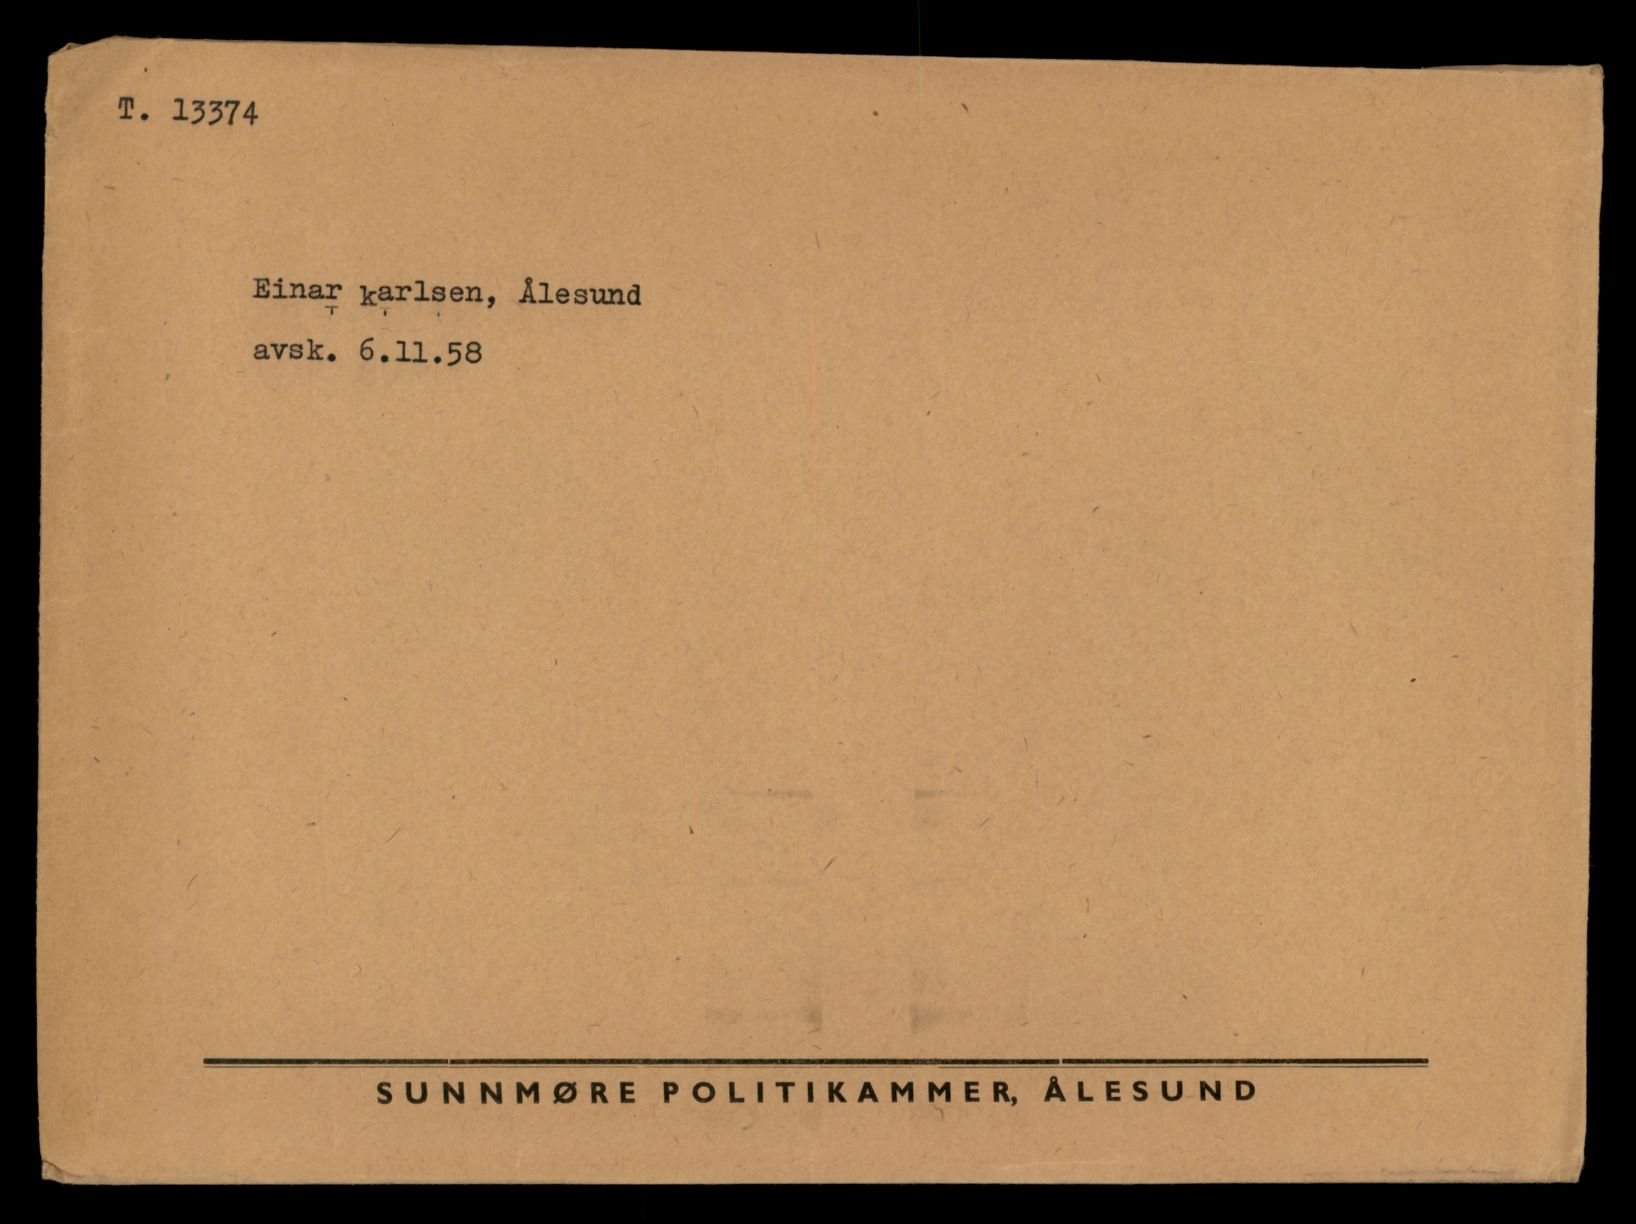 T. 13374
Einar karlsen, Ålesund
avsk. 6.11.58
SUNNMØRE POLITIKAMMER, ÅLESUND